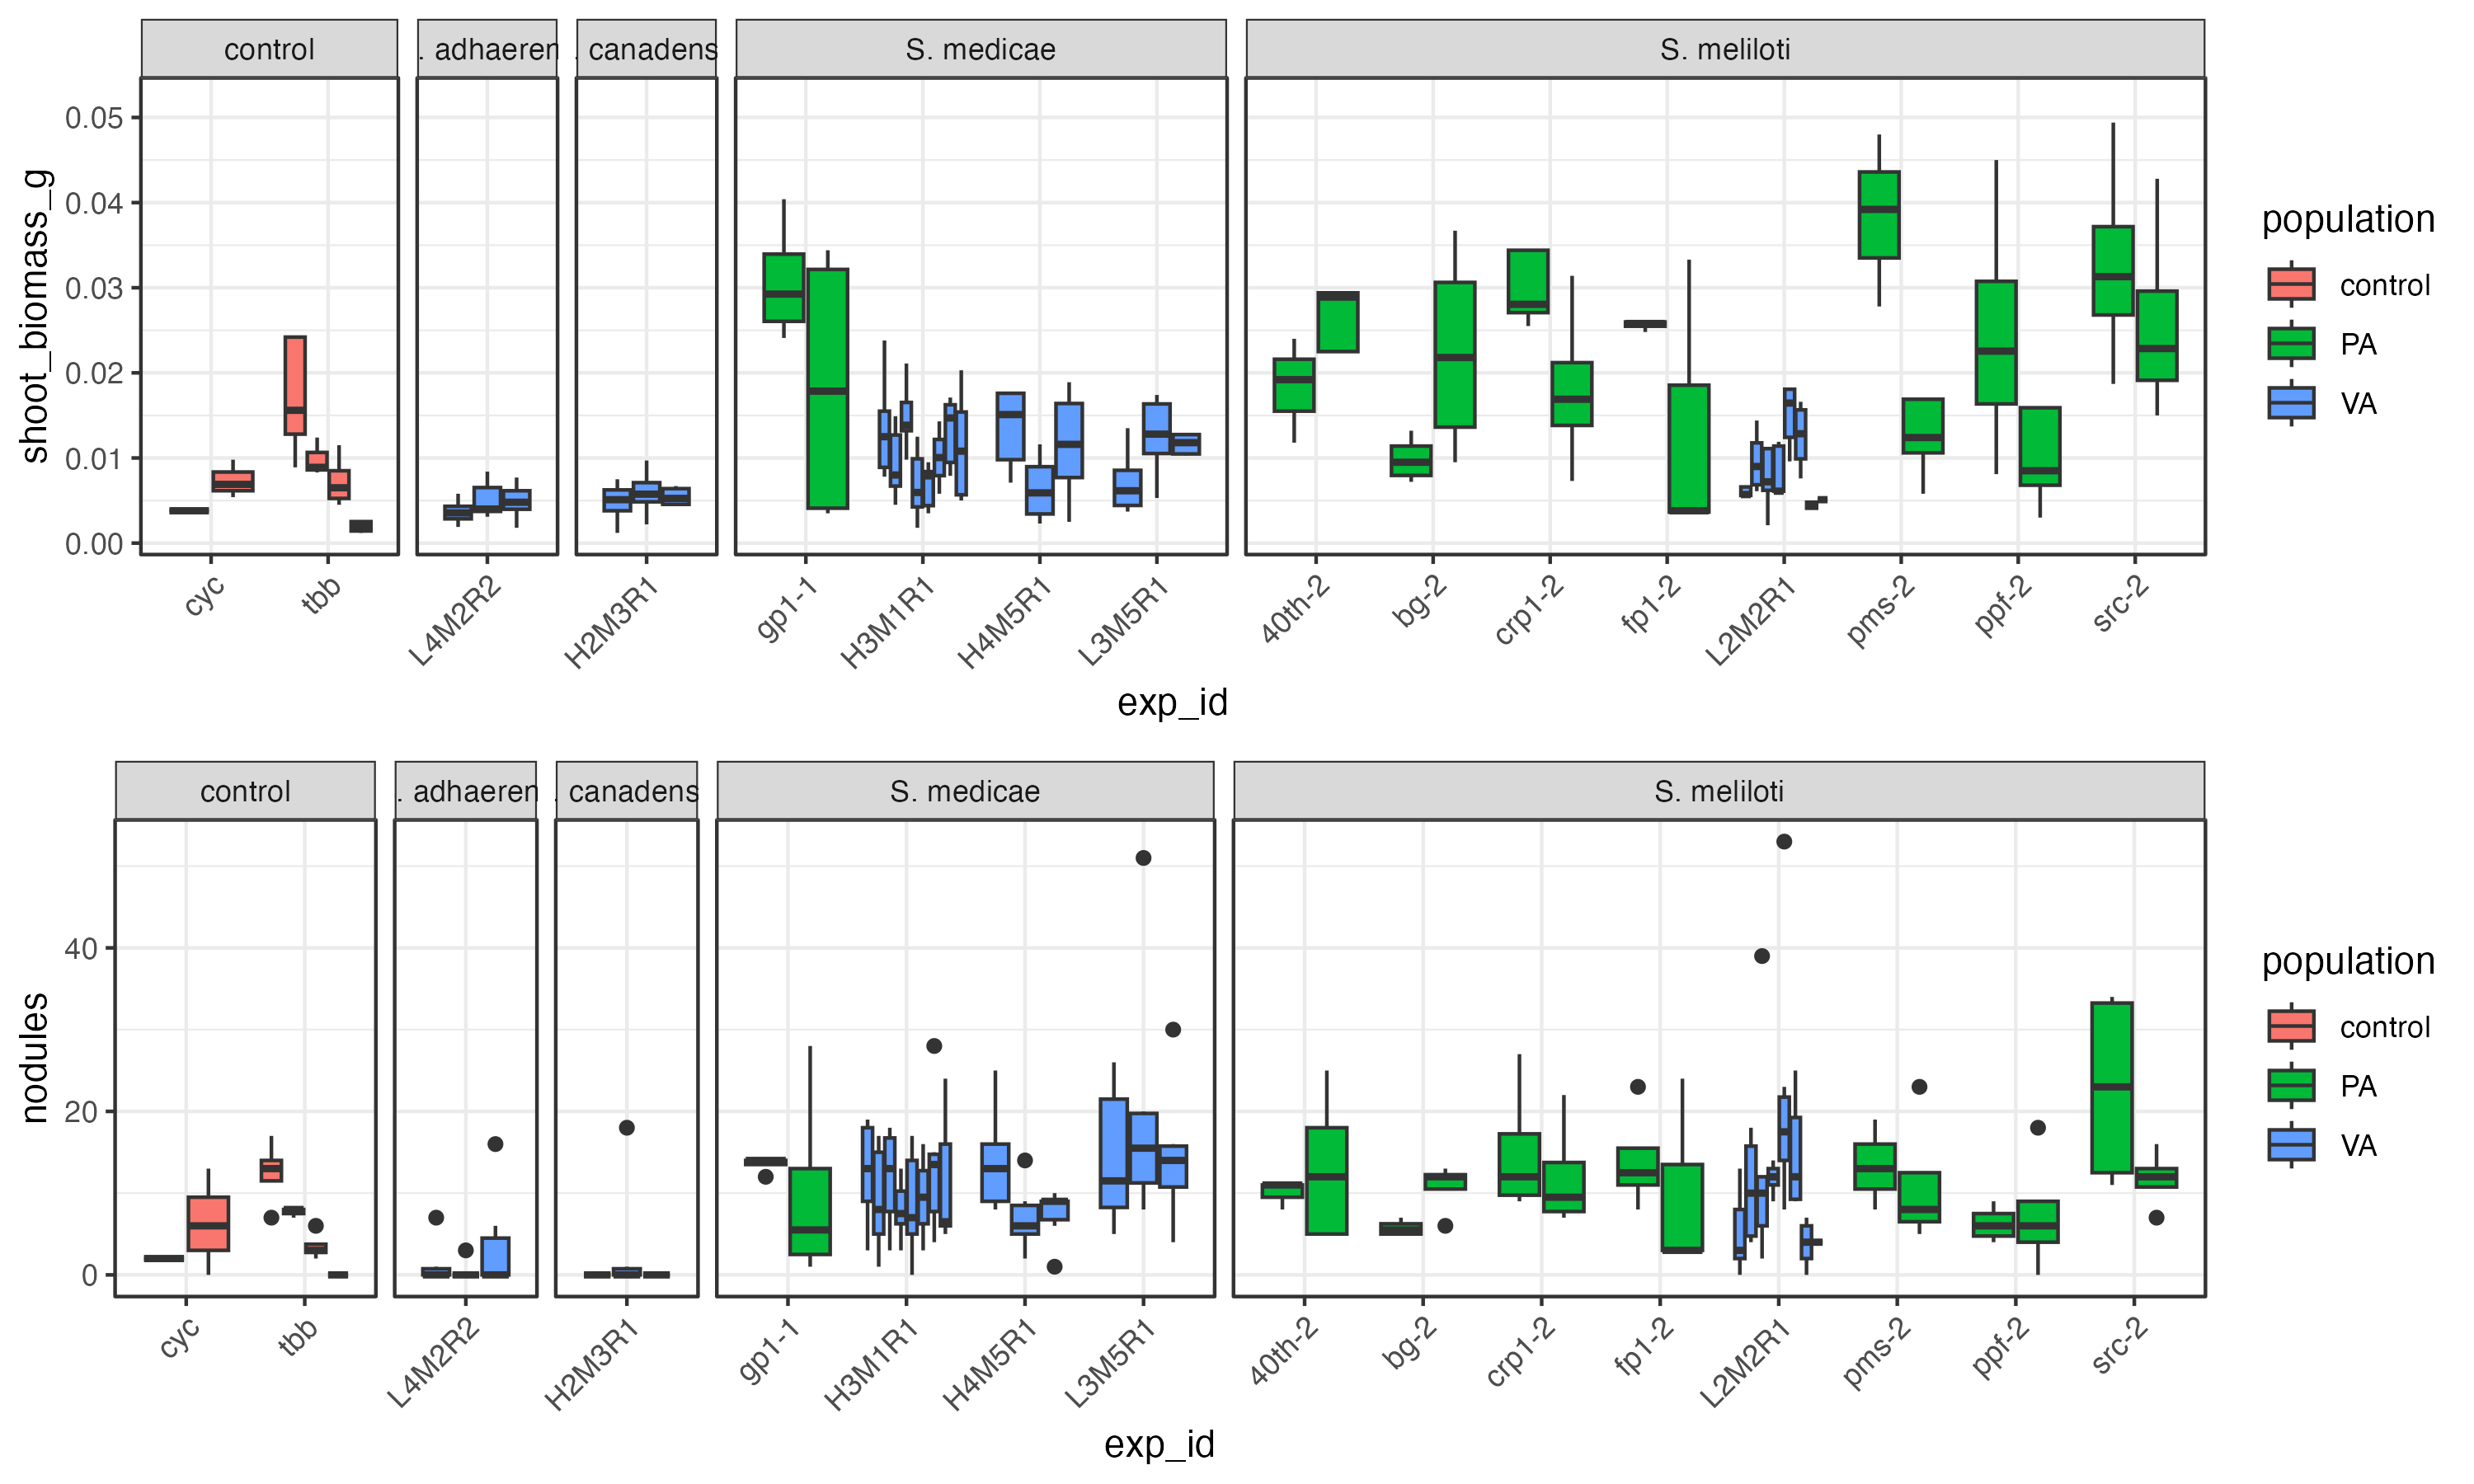 control
. adhaeren
. canadens
S. medicae
S. meliloti
shoot_biomass_g
0.05
0.04
0.03
0.02
0.01
0.00
cyc
tbb
L4M2R2
H2M3R1
gp1-1
H3M1R1
H4M5R1
L3M5R1
40th-2
bg-2
crp1-2
fp1-2
L2M2R1
pms-2
ppf-2
src-2
exp_id
population
control
PA
VA
control
. adhaeren
. canadens
S. medicae
S. meliloti
nodules
40
20
0
cyc
tbb
L4M2R2
H2M3R1
gp1-1
H3M1R1
H4M5R1
L3M5R1
40th-2
bg-2
crp1-2
fp1-2
L2M2R1
pms-2
ppf-2
src-2
exp_id
population
control
PA
VA